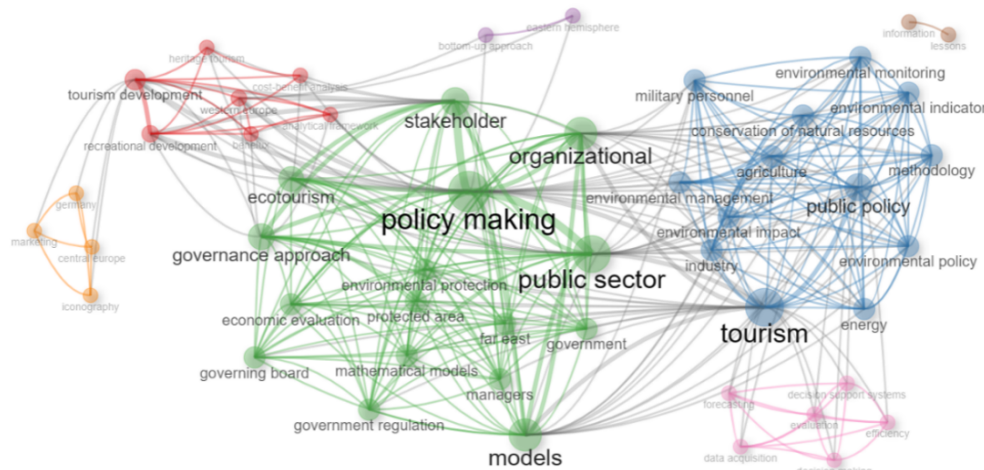 information
lessons
eastern hemisphere
bottom-up approach
heritage tourism
cost-benefit analysis
tourism development
western europe
analytical framework
recreational development
benelux
stakeholder
organizational
ecotourism
policy making
governance approach
public sector
environmental protection
economic evaluation
protected area
far east
government
governing board
mathematical models
managers
government regulation
models
environmental monitoring
military personnel
environmental indicator
conservation of natural resources
agriculture
methodology
environmental management
public policy
environmental impact
industry
environmental policy
energy
tourism
germany
marketing
central europe
iconography
decision support systems
forecasting
evaluation
efficiency
data acquisition
decision making